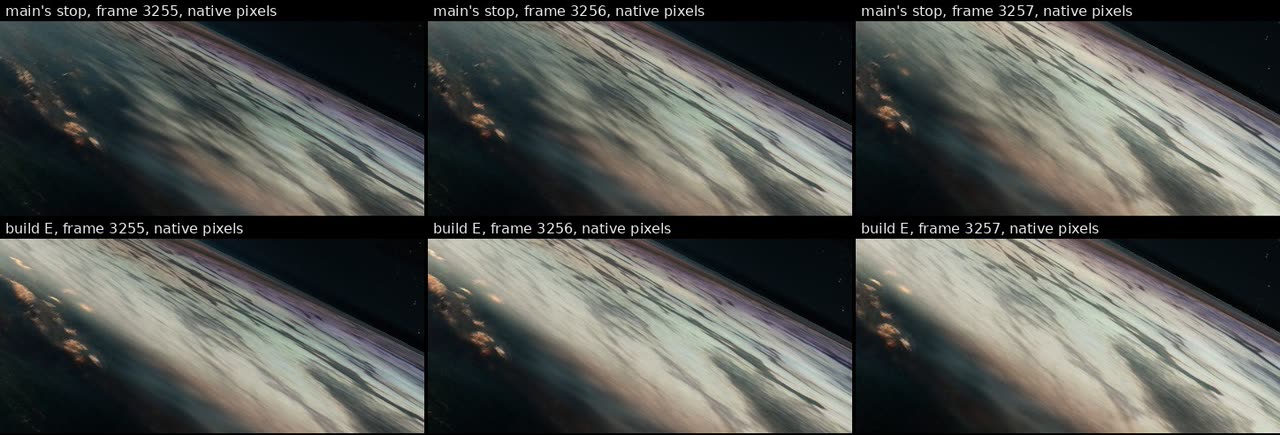 main's stop, frame 3255, native pixels
main's stop, frame 3256, native pixels
main's stop, frame 3257, native pixels
build E, frame 3255, native pixels
build E, frame 3256, native pixels
build E, frame 3257, native pixels